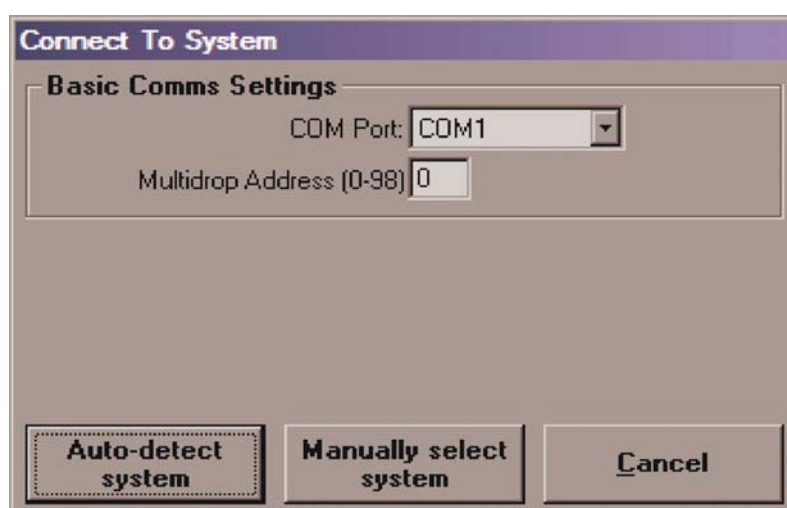 Connect To System
Basic Comms Settings
COM Port: COM1
Multidrop Address (0-98) 0
Auto-detect
system
Manually select
system
Cancel